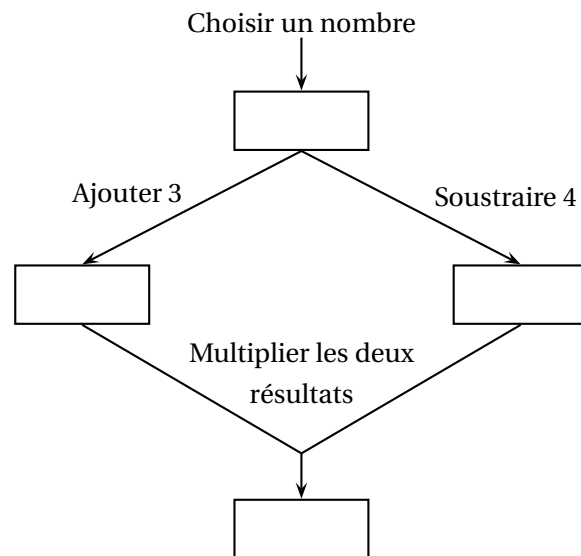 Choisir un nombre
Ajouter 3
Soustraire 4
Multiplier les deux
résultats